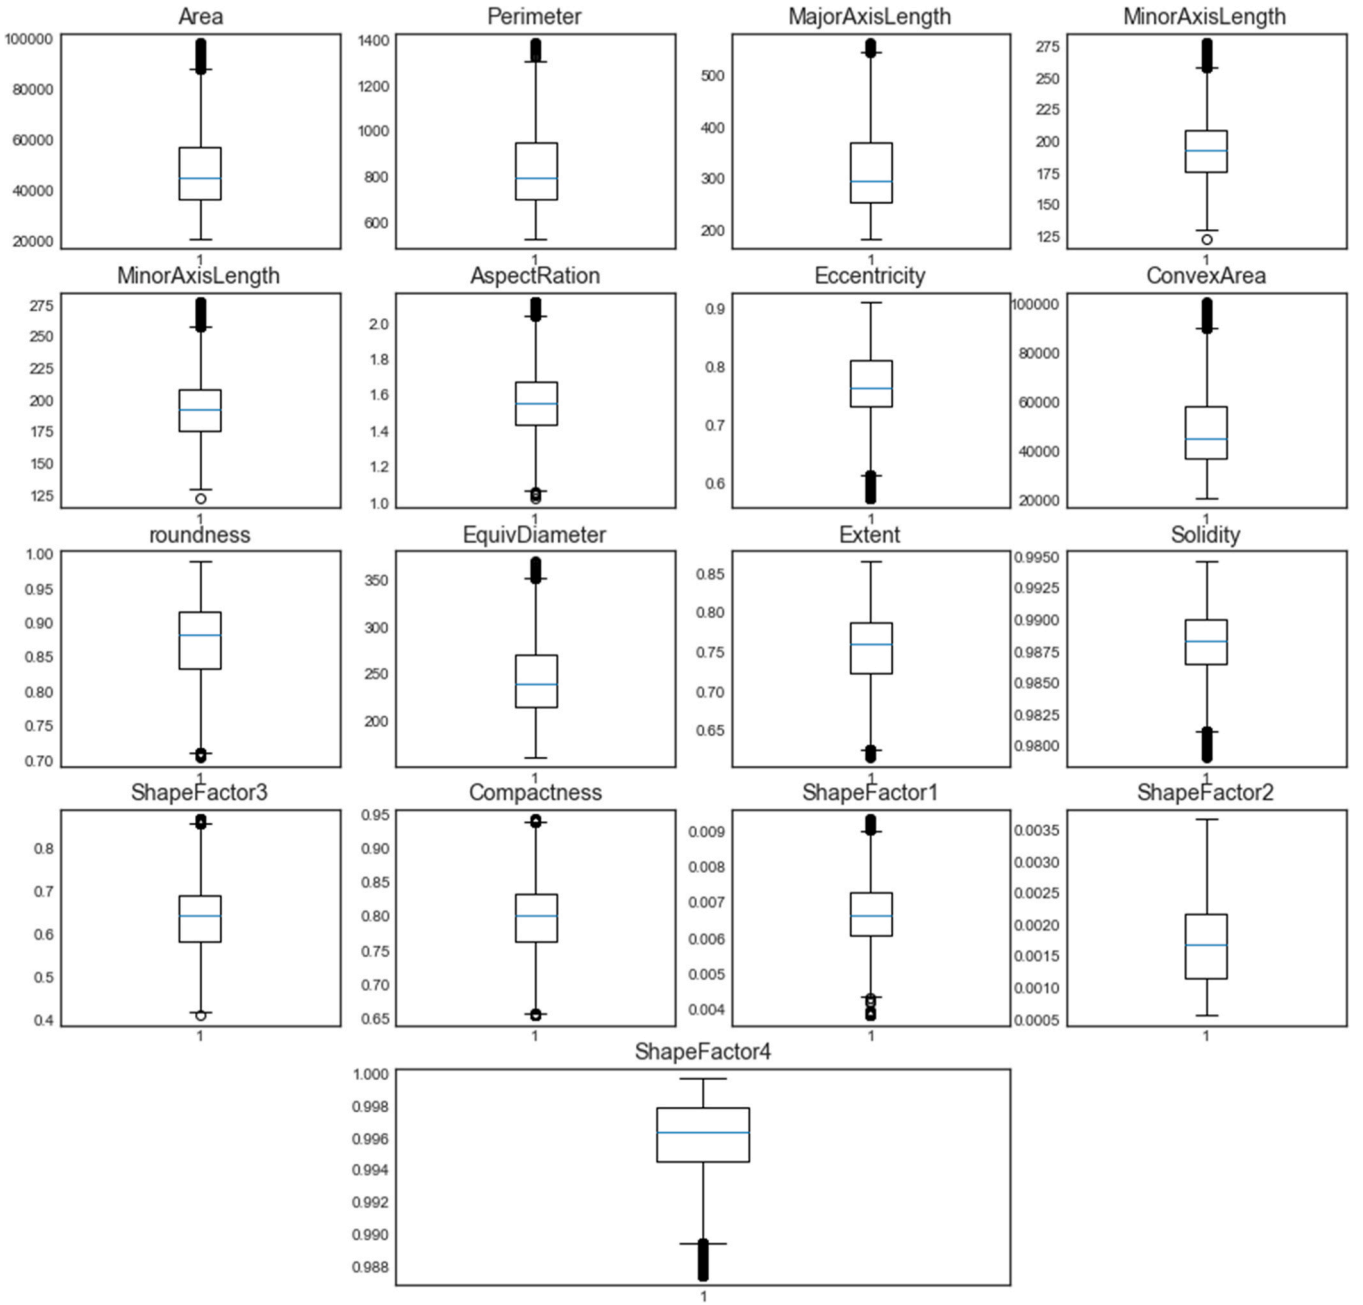 Area Perimeter MajorAxisLength MinorAxisLength
100000 1400 275
80000 1200 500 250
60000 1000 400 225
40000 800 300 200
20000 600 200 175
150
125
1 1 1 1
MinorAxisLength AspectRation Eccentricity ConvexArea
275 2.0 0.9 100000
250 1.8 0.8 80000
225 1.6 0.7 60000
200 1.4 0.6 40000
175 1.2 20000
150 1.0
125
1 1 1 1
roundness EquivDiameter Extent Solidity
1.00 350 0.85 0.9950
0.95 300 0.80 0.9925
0.90 250 0.75 0.9900
0.85 200 0.70 0.9875
0.80 0.65 0.9850
0.75 0.9825
0.70 0.9800
1 1 1 1
ShapeFactor3 Compactness ShapeFactor1 ShapeFactor2
0.8 0.95 0.009 0.0035
0.7 0.90 0.008 0.0030
0.6 0.85 0.007 0.0025
0.5 0.80 0.006 0.0020
0.4 0.75 0.005 0.0015
0.70 0.004 0.0010
0.65 0.0005
1 1 1 1
ShapeFactor4
1.000
0.998
0.996
0.994
0.992
0.990
0.988
1